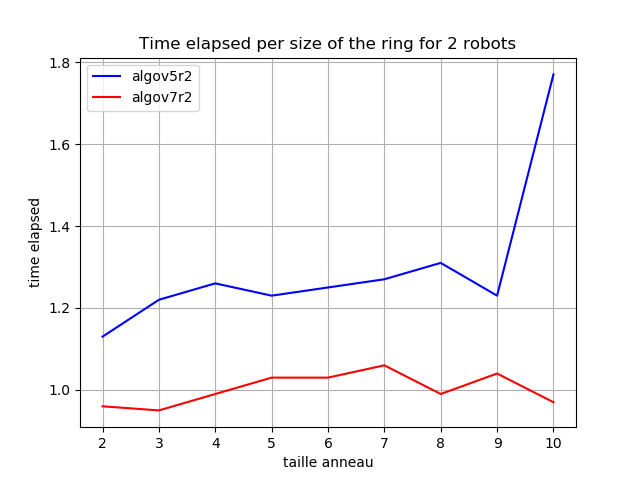 Time elapsed per size of the ring for 2 robots
algov5r2
algov7r2
1.8
1.6
1.4
1.2
1.0
time elapsed
2 3 4 5 6 7 8 9 10
taille anneau